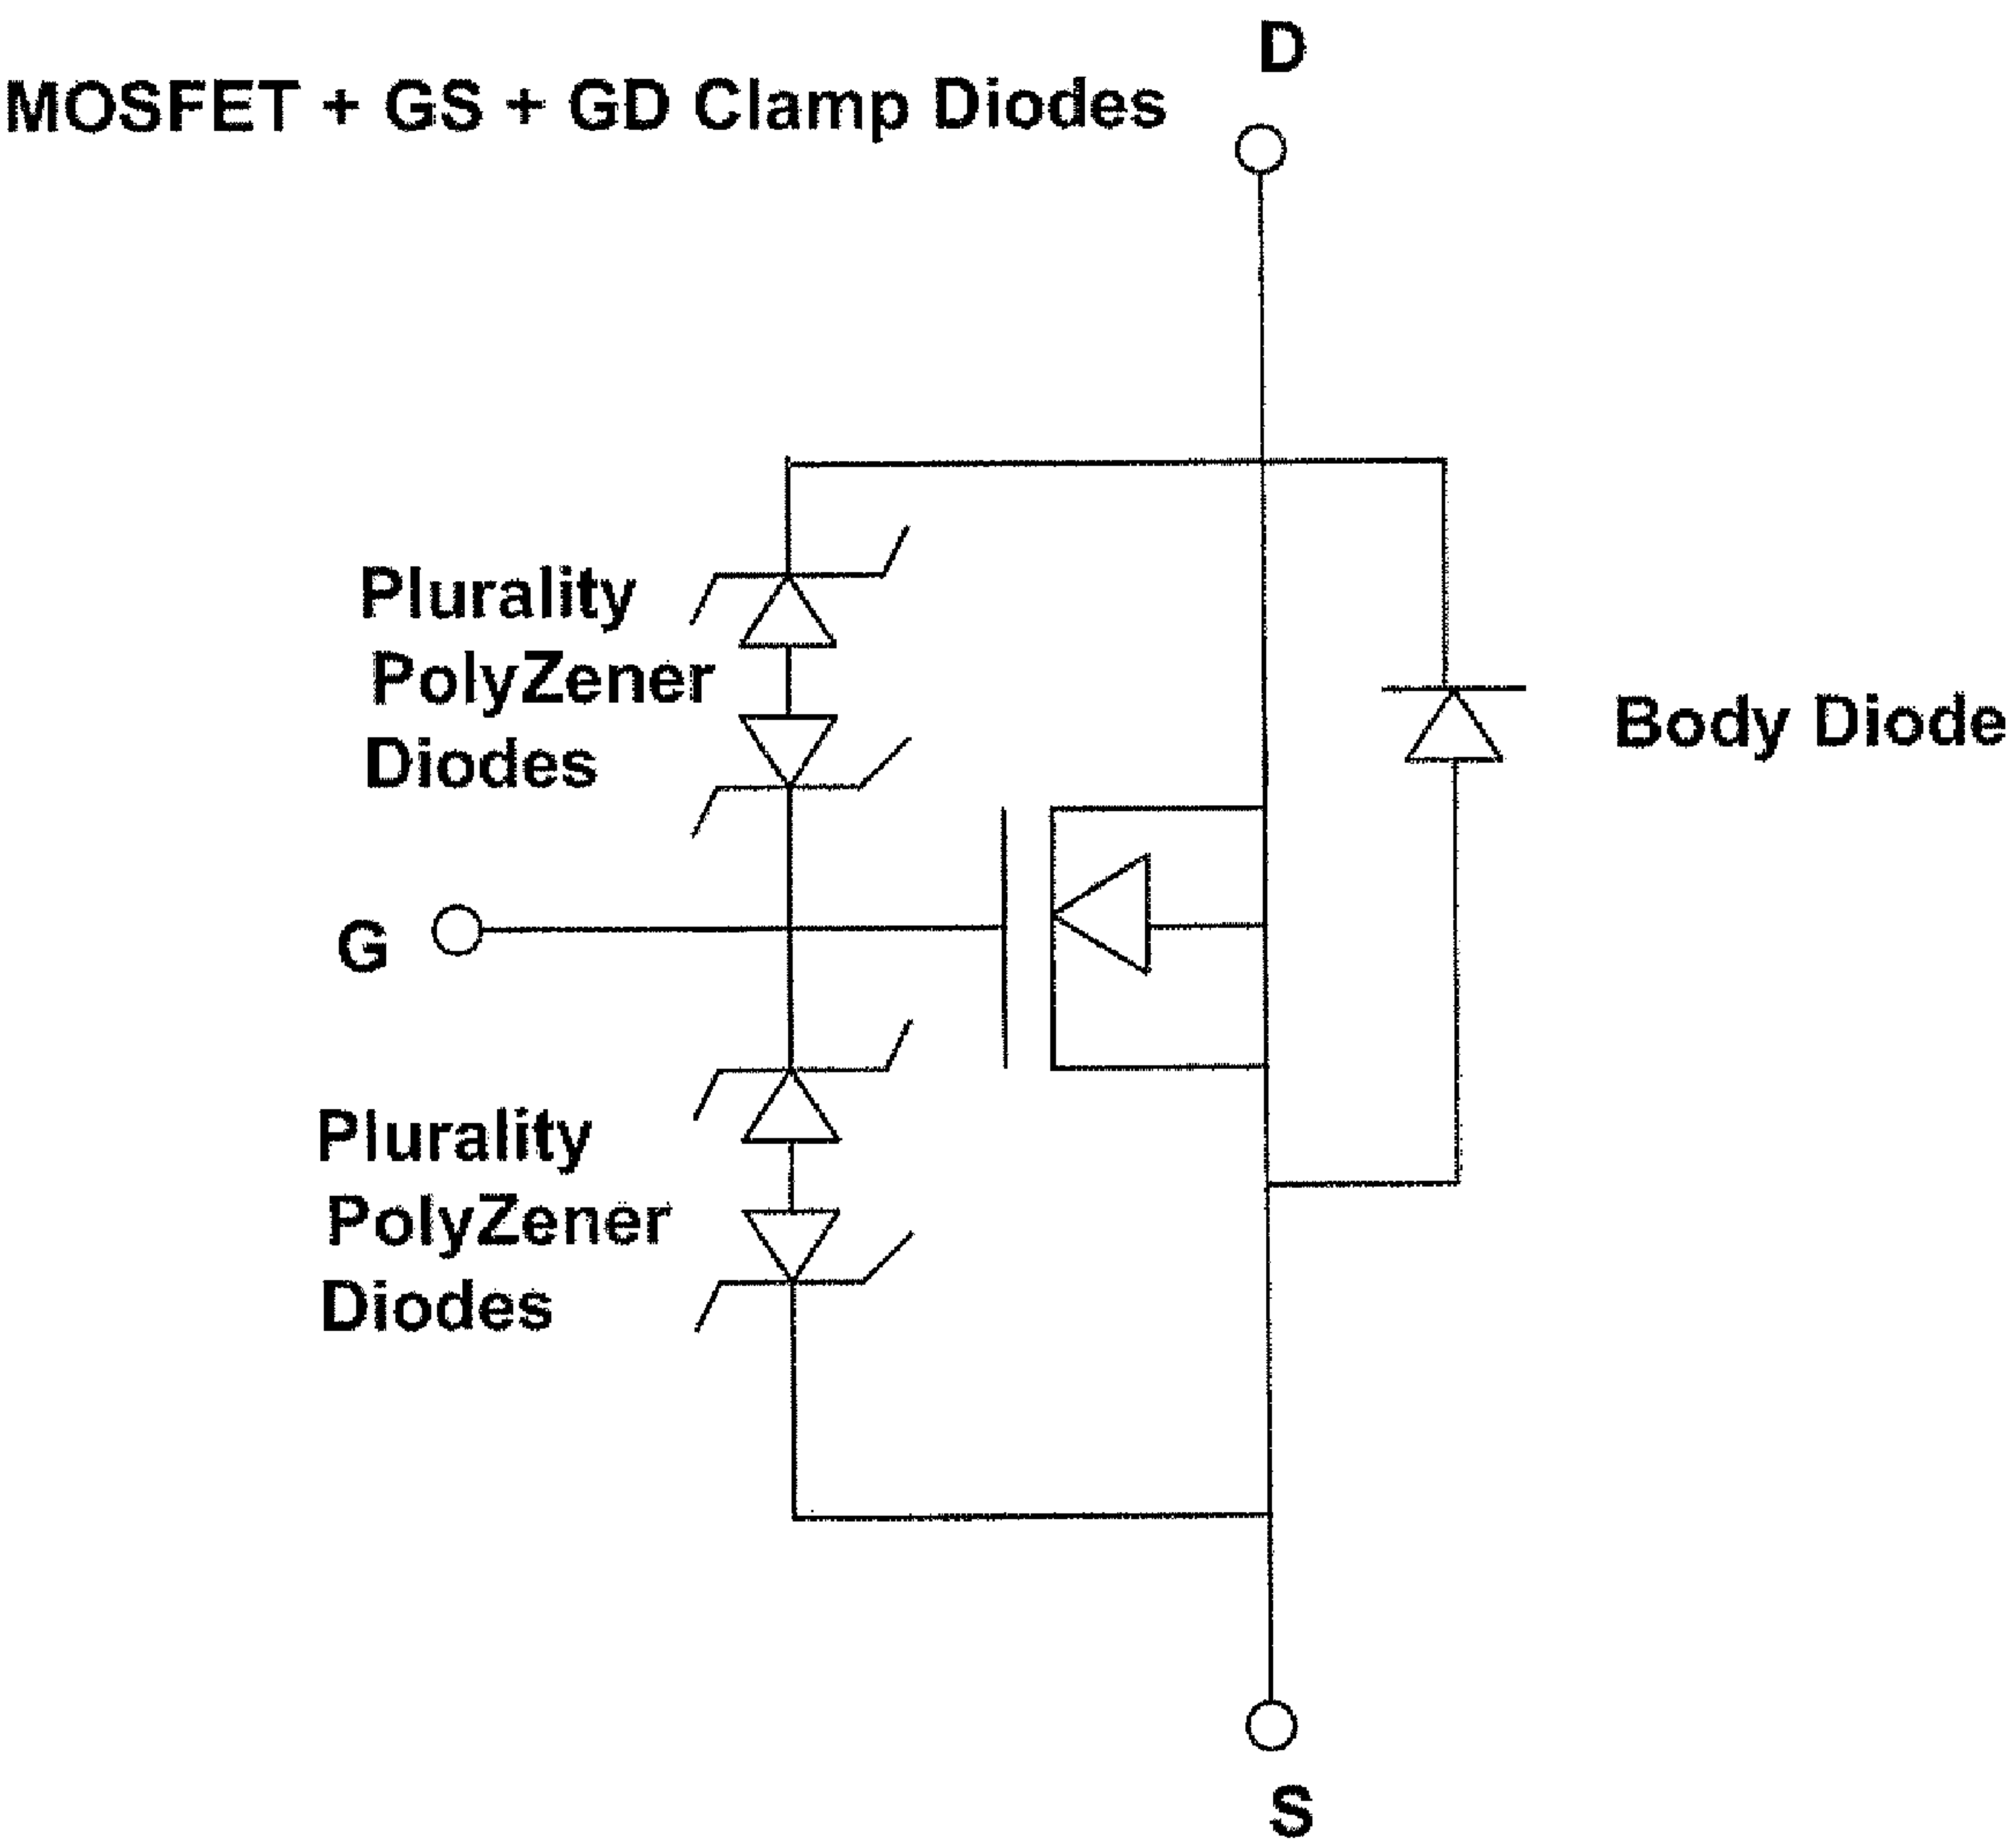 D
MOSFET + GS + GD Clamp Diodes
Plurality
PolyZener
Diodes
Body Diode
G
Plurality
PolyZener
Diodes
S